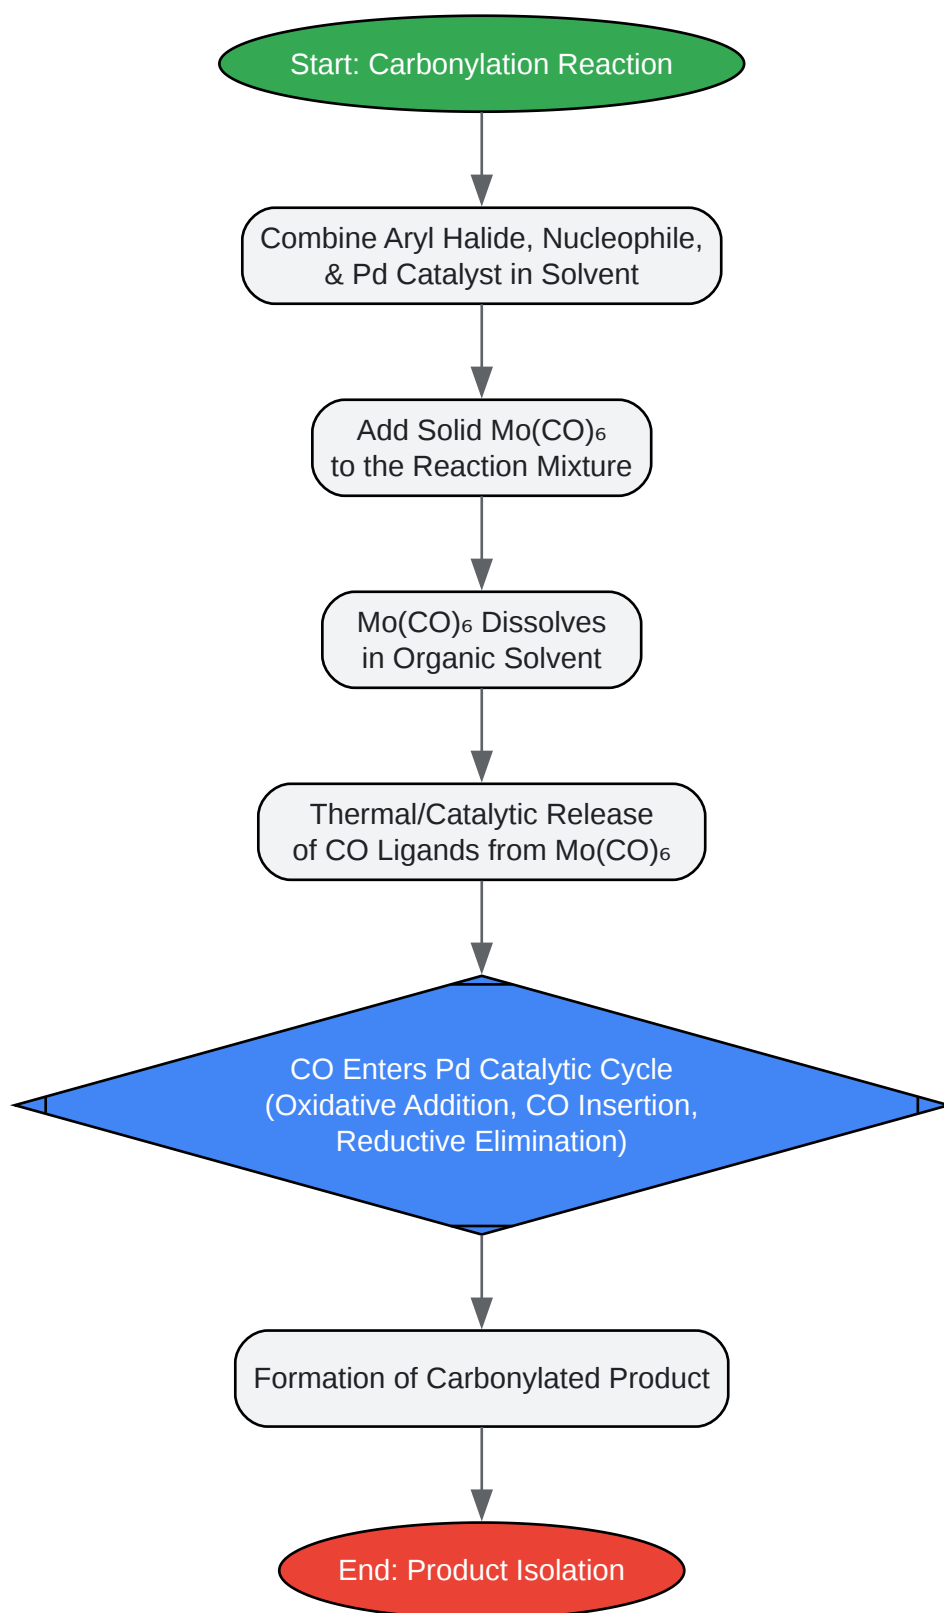 Start: Carbonylation Reaction
Combine Aryl Halide, Nucleophile,
& Pd Catalyst in Solvent
Add Solid Mo(CO)₆
to the Reaction Mixture
Mo(CO)₆ Dissolves
in Organic Solvent
Thermal/Catalytic Release
of CO Ligands from Mo(CO)₆
CO Enters Pd Catalytic Cycle
(Oxidative Addition, CO Insertion,
Reductive Elimination)
Formation of Carbonylated Product
End: Product Isolation